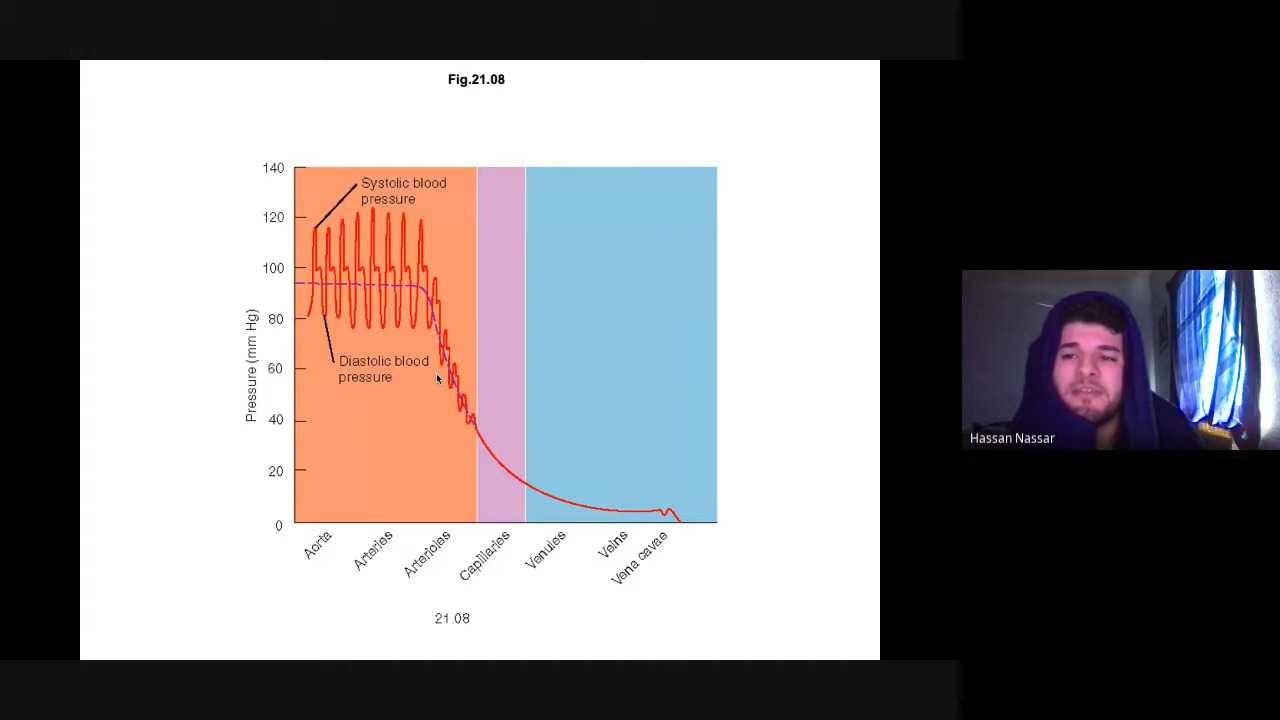 Fig.21.08
140
Systolic blood
pressure
120
100
80
Diastolic blood
pressure
60
40
20
0
Pressure (mm Hg)
Aorta
Arteries
Arterioles
Capillaries
Venules
Veins
Vena cavae
21.08
Hassan Nassar